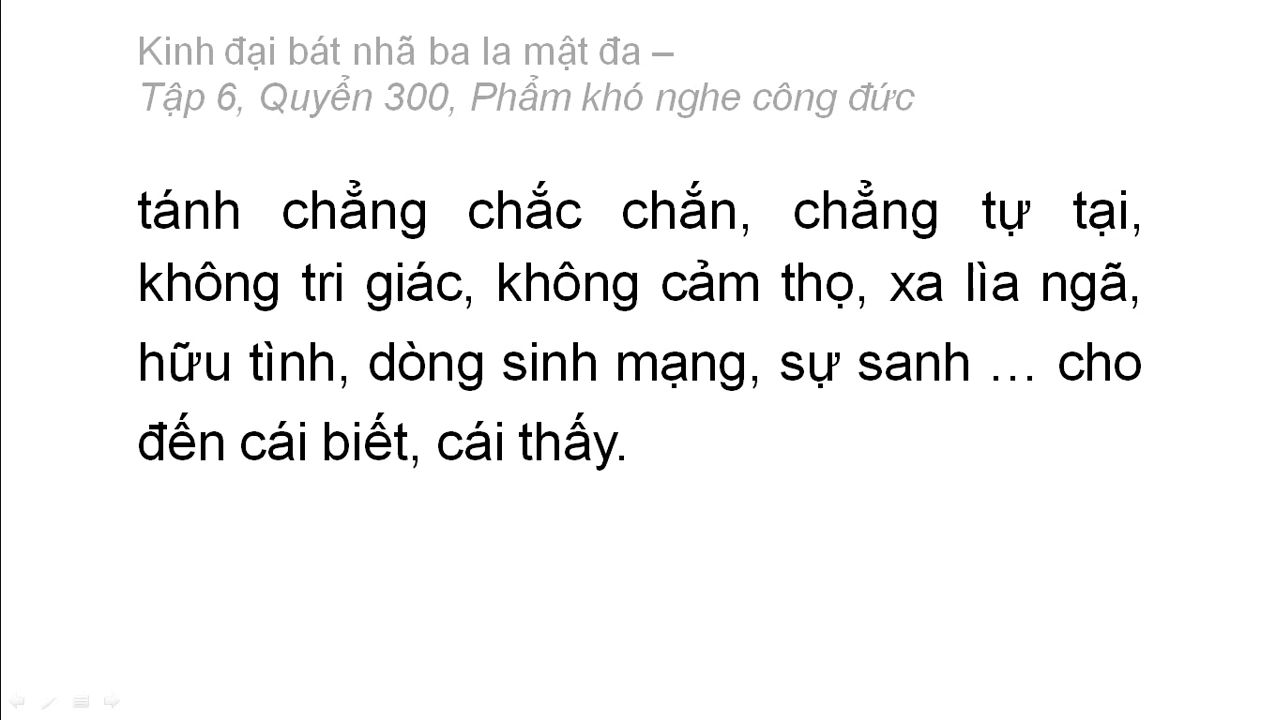 Kinh đại bát nhã ba la mật đa –
Tập 6, Quyển 300, Phẩm khó nghe công đức
tánh chẳng chắc chắn, chẳng tự tại,
không tri giác, không cảm thọ, xa lìa ngã,
hữu tình, dòng sinh mạng, sự sanh … cho
đến cái biết, cái thấy.